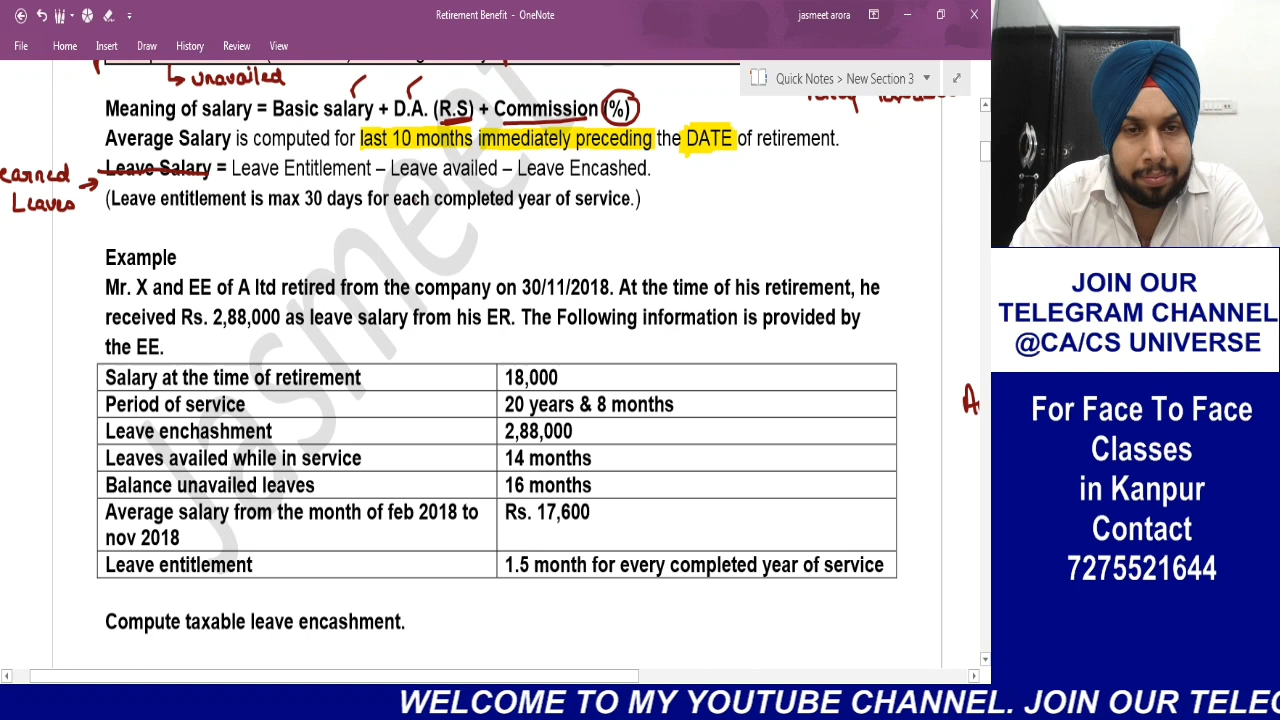 Retirement Benefit - OneNote
jasmeet arora
File Home Insert Draw History Review View
unavailed
Quick Notes > New Section 3
Meaning of salary = Basic salary + D.A. (R.S) + Commission (%)
Average Salary is computed for last 10 months immediately preceding the DATE of retirement.
Leave Salary = Leave Entitlement – Leave availed – Leave Encashed.
earned
Leaves
(Leave entitlement is max 30 days for each completed year of service.)
Example
Mr. X and EE of A ltd retired from the company on 30/11/2018. At the time of his retirement, he
received Rs. 2,88,000 as leave salary from his ER. The Following information is provided by
the EE.
Salary at the time of retirement 18,000
Period of service 20 years & 8 months
Leave enchashment 2,88,000
Leaves availed while in service 14 months
Balance unavailed leaves 16 months
Average salary from the month of feb 2018 to Rs. 17,600
nov 2018
Leave entitlement 1.5 month for every completed year of service
Compute taxable leave encashment.
Jasmeet
JOIN OUR
TELEGRAM CHANNEL
@CA/CS UNIVERSE
For Face To Face
Classes
in Kanpur
Contact
7275521644
WELCOME TO MY YOUTUBE CHANNEL. JOIN OUR TELEG